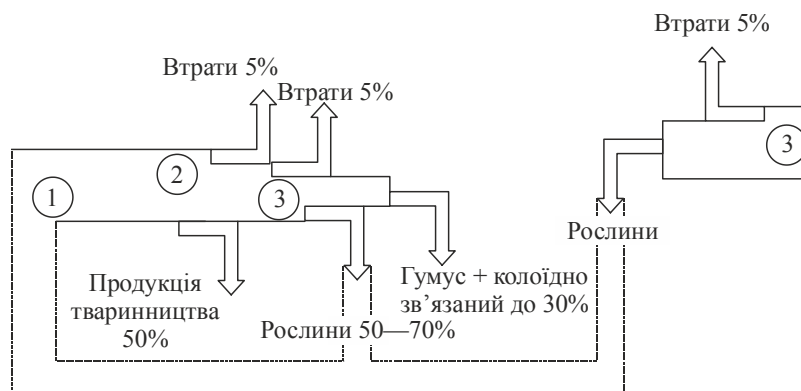 Втрати 5%
Втрати 5%
Втрати 5%
1
2
3
3
Продукція
тваринництва
50%
Рослини 50—70%
Гумус + колоїдно
зв’язаний до 30%
Рослини